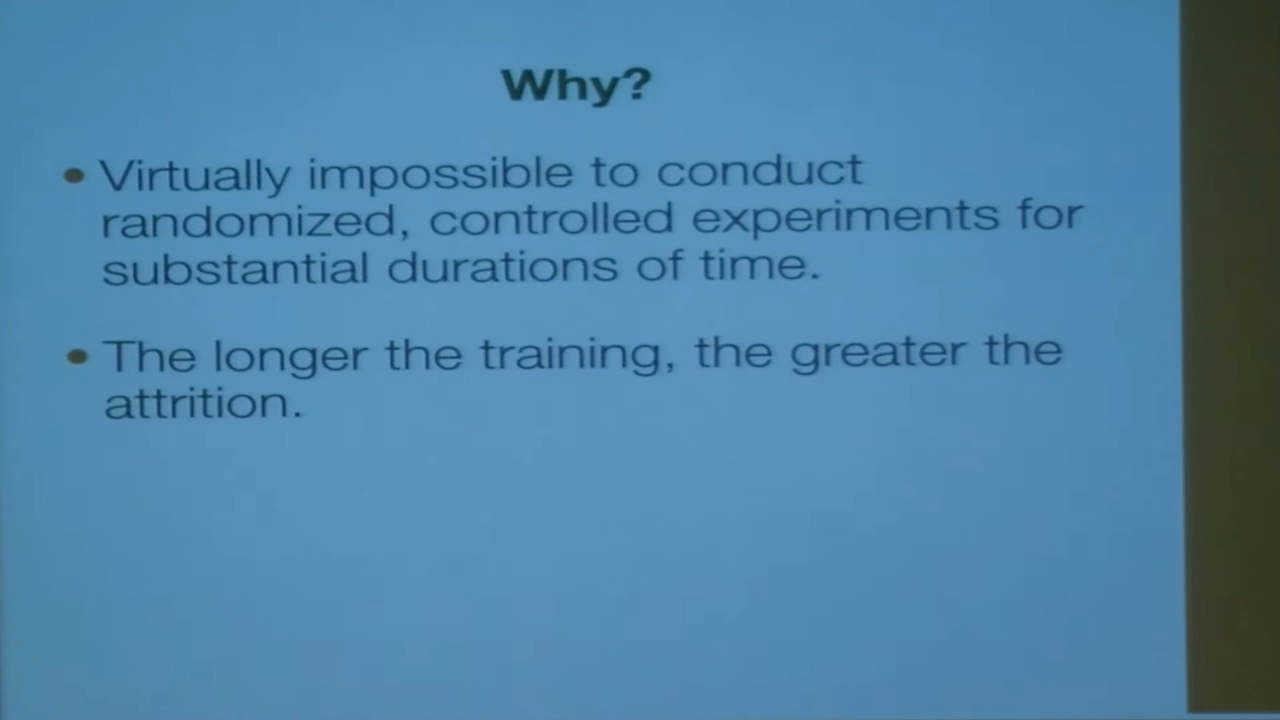 Why?
• Virtually impossible to conduct
randomized, controlled experiments for
substantial durations of time.
• The longer the training, the greater the
attrition.